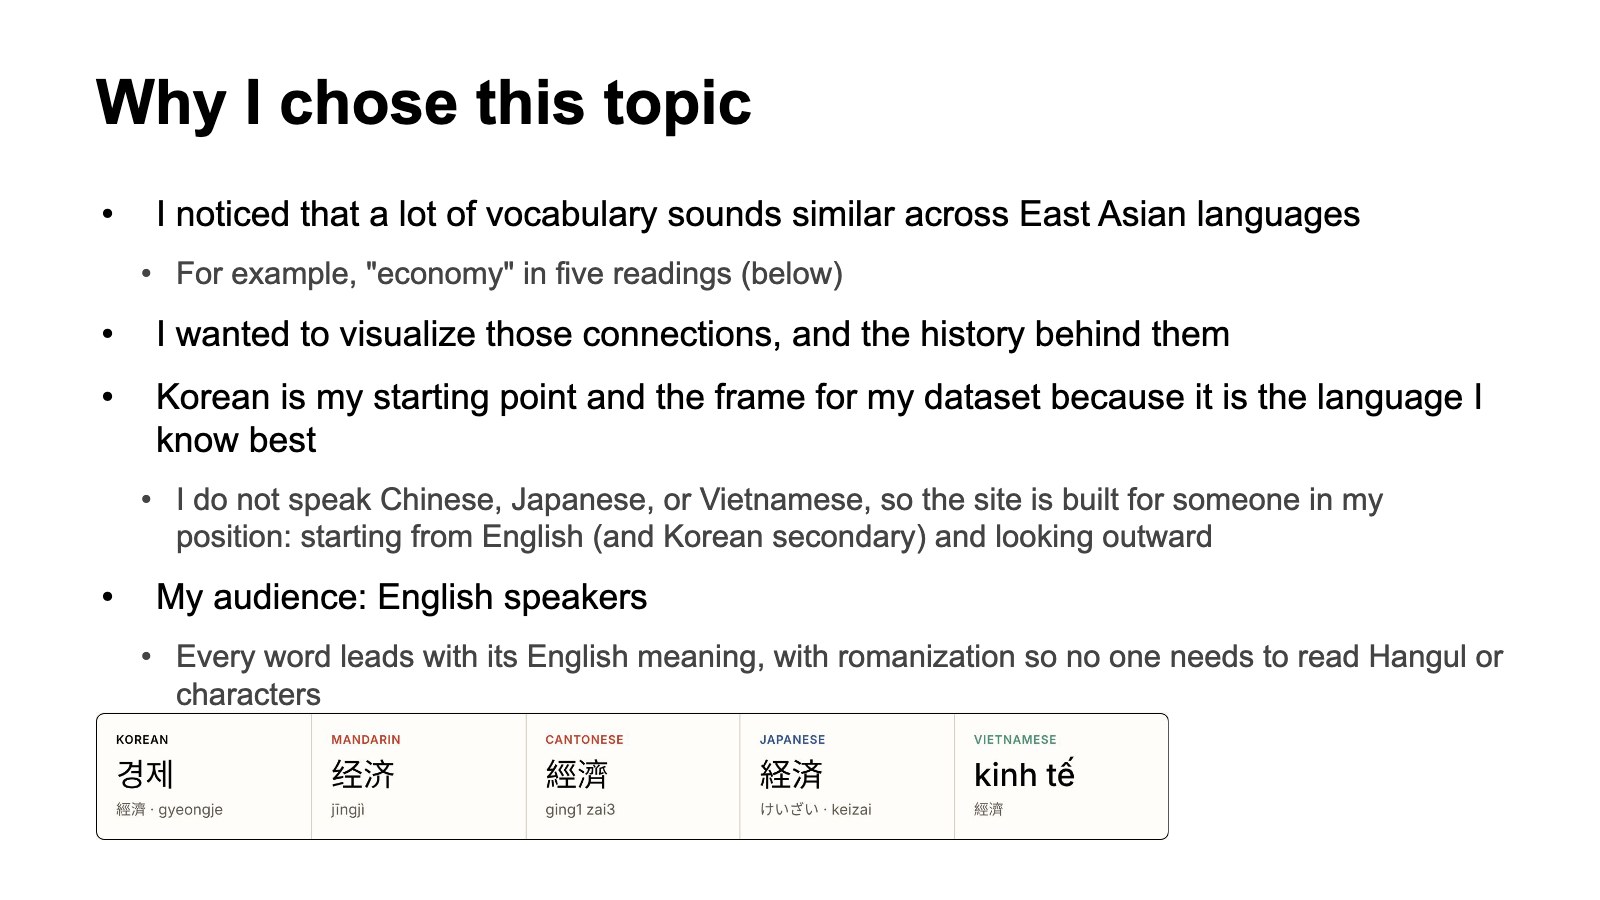 Why I chose this topic
• I noticed that a lot of vocabulary sounds similar across East Asian languages
• For example, "economy" in five readings (below)
• I wanted to visualize those connections, and the history behind them
• Korean is my starting point and the frame for my dataset because it is the language I
know best
• I do not speak Chinese, Japanese, or Vietnamese, so the site is built for someone in my
position: starting from English (and Korean secondary) and looking outward
• My audience: English speakers
• Every word leads with its English meaning, with romanization so no one needs to read Hangul or
characters
KOREAN
경제
經濟 · gyeongje
MANDARIN
经济
jīngjì
CANTONESE
經濟
ging1 zai3
JAPANESE
経済
けいざい · keizai
VIETNAMESE
kinh tế
經濟